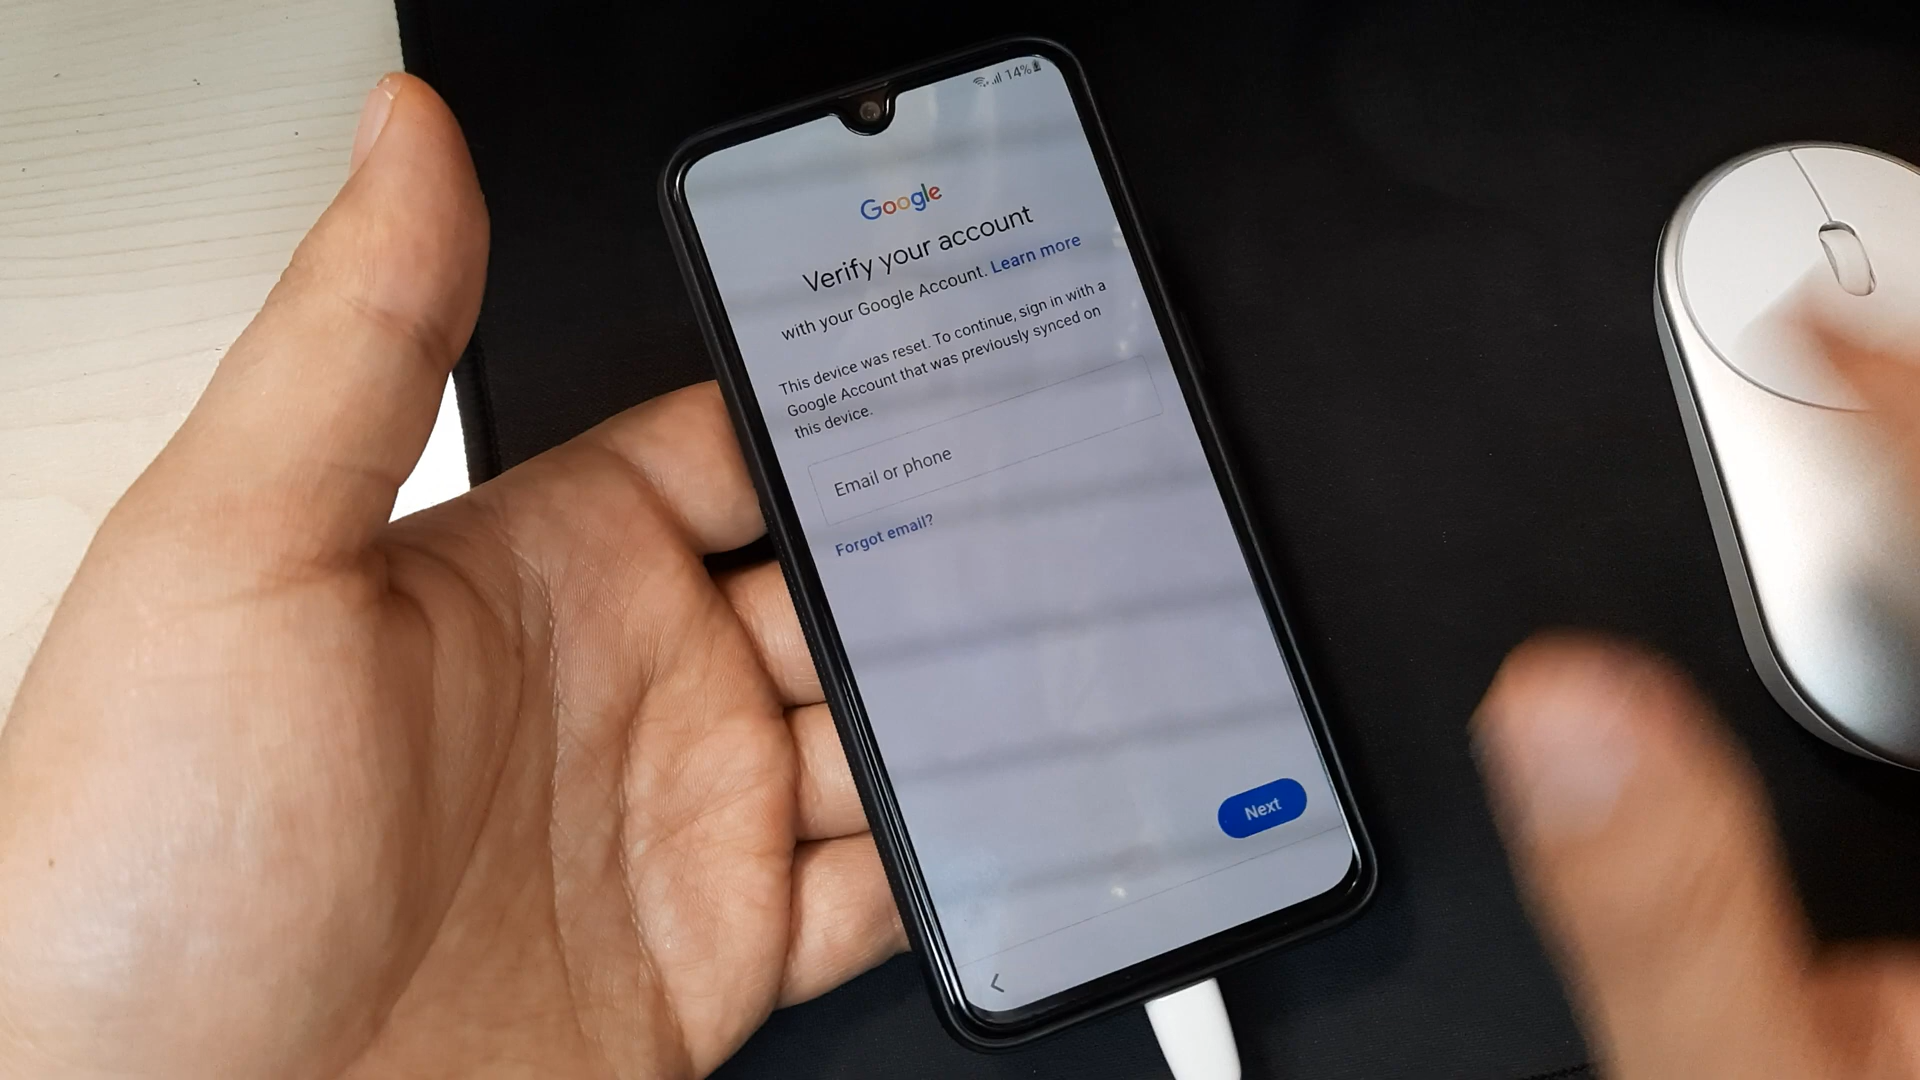 14%
Google
Verify your account
with your Google Account. Learn more
This device was reset. To continue, sign in with a
Google Account that was previously synced on
this device.
Email or phone
Forgot email?
Next